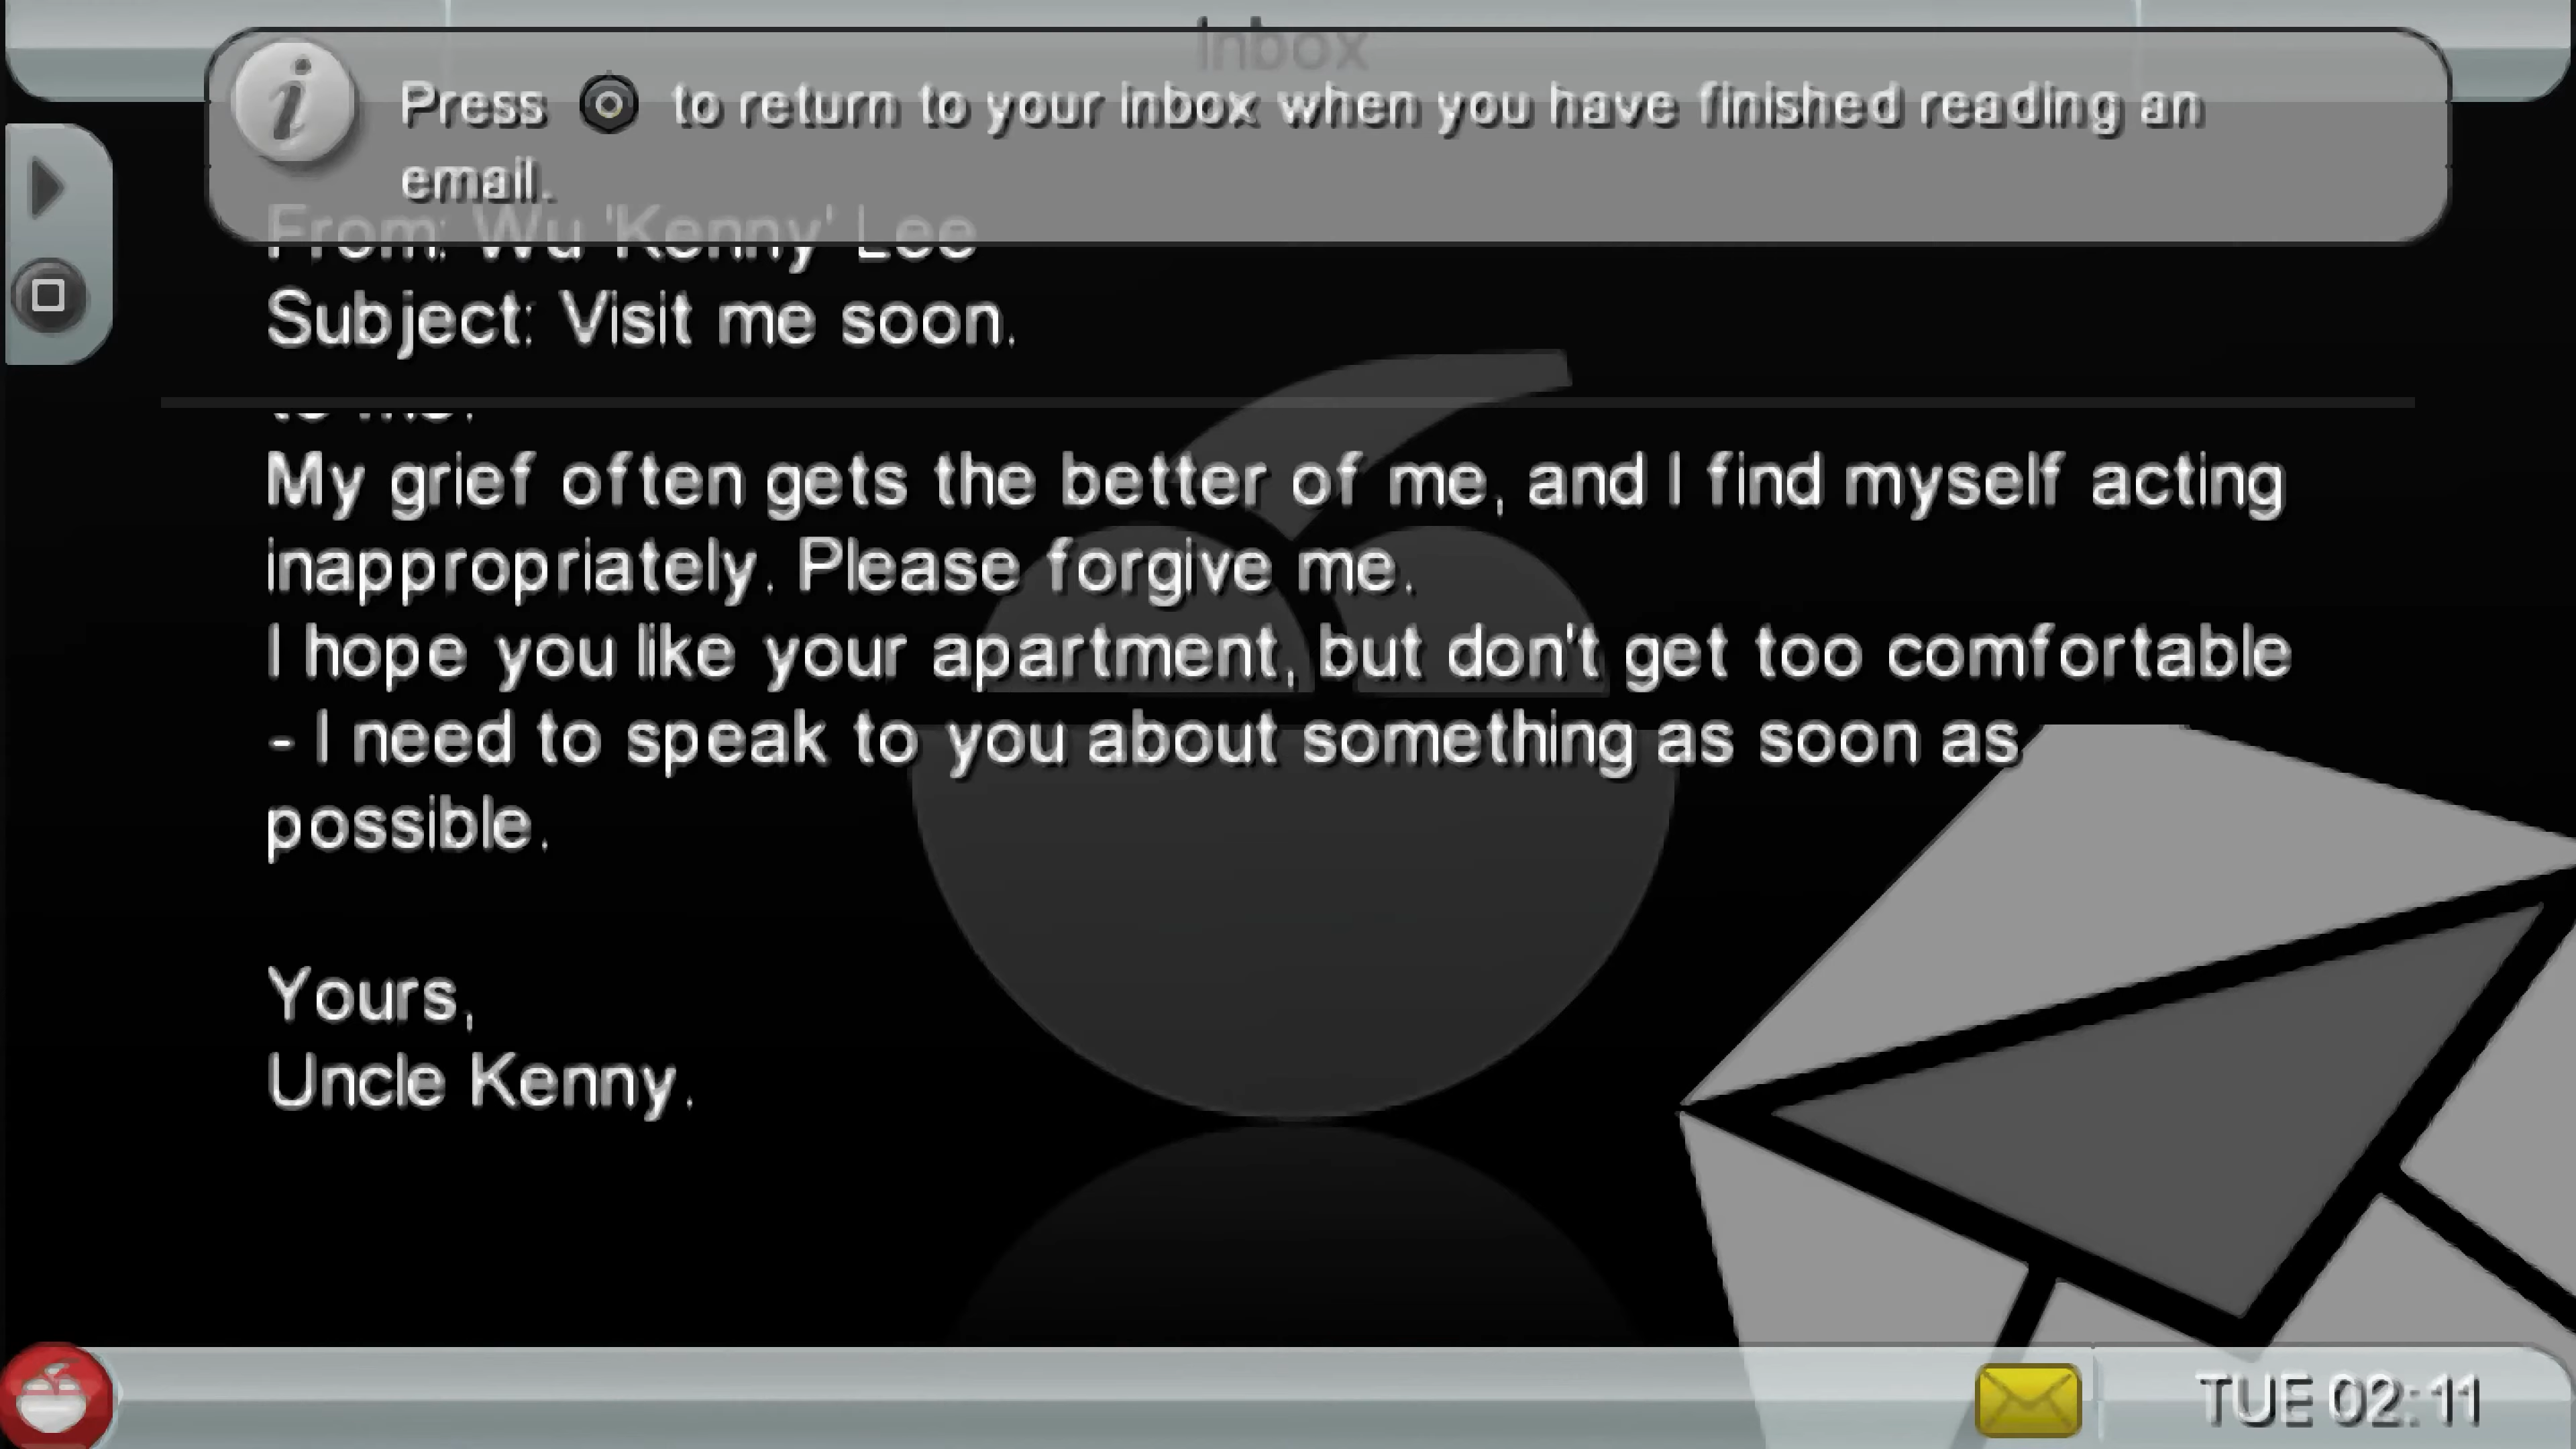 Inbox
Press to return to your inbox when you have finished reading an
email.
From: Wu 'Kenny' Lee
Subject: Visit me soon.
to me.
My grief often gets the better of me, and I find myself acting
inappropriately. Please forgive me.
I hope you like your apartment, but don't get too comfortable
- I need to speak to you about something as soon as
possible.
Yours,
Uncle Kenny.
TUE 02:11